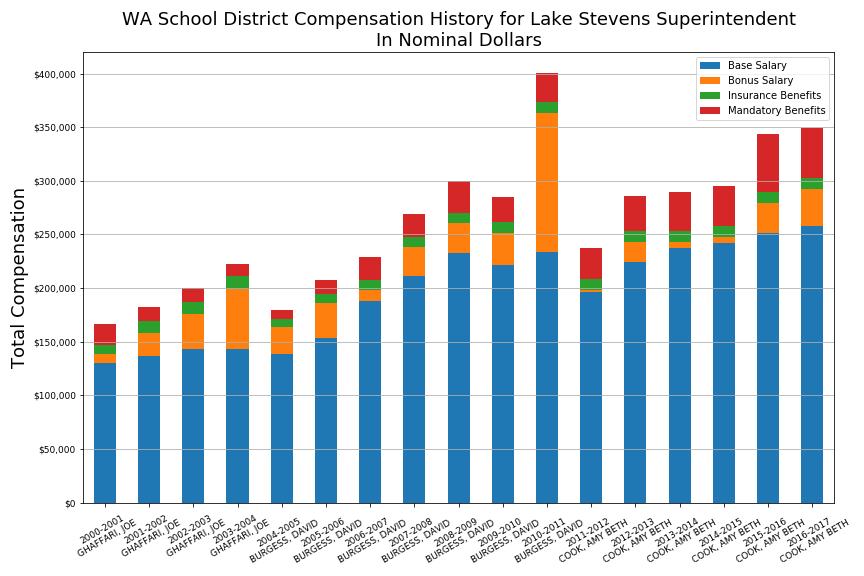 WA School District Compensation History for Lake Stevens Superintendent
In Nominal Dollars
Base Salary
Bonus Salary
Insurance Benefits
Mandatory Benefits
Total Compensation
$400,000
$350,000
$300,000
$250,000
$200,000
$150,000
$100,000
$50,000
$0
2000-2001
GHAFFARI, JOE
2001-2002
GHAFFARI, JOE
2002-2003
GHAFFARI, JOE
2003-2004
GHAFFARI, JOE
2004-2005
BURGESS, DAVID
2005-2006
BURGESS, DAVID
2006-2007
BURGESS, DAVID
2007-2008
BURGESS, DAVID
2008-2009
BURGESS, DAVID
2009-2010
BURGESS, DAVID
2010-2011
BURGESS, DAVID
2011-2012
COOK, AMY BETH
2012-2013
COOK, AMY BETH
2013-2014
COOK, AMY BETH
2014-2015
COOK, AMY BETH
2015-2016
COOK, AMY BETH
2016-2017
COOK, AMY BETH